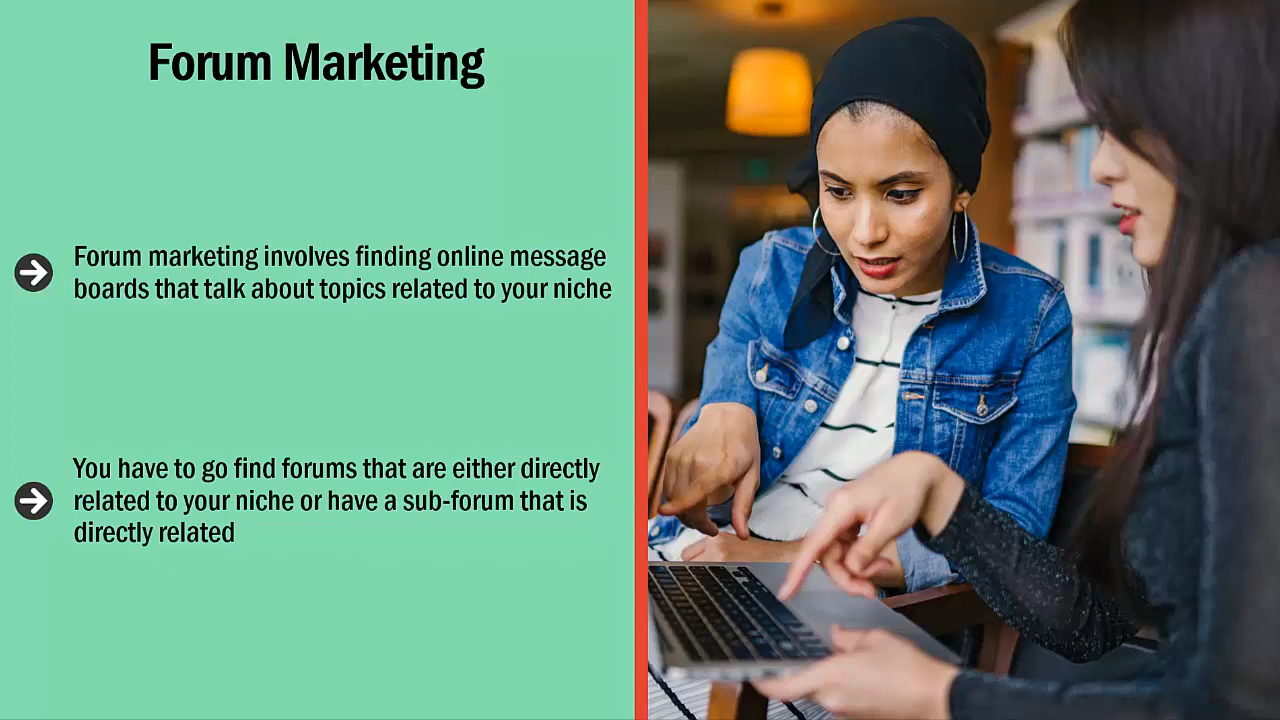 Forum Marketing
Forum marketing involves finding online message
boards that talk about topics related to your niche
You have to go find forums that are either directly
related to your niche or have a sub-forum that is
directly related